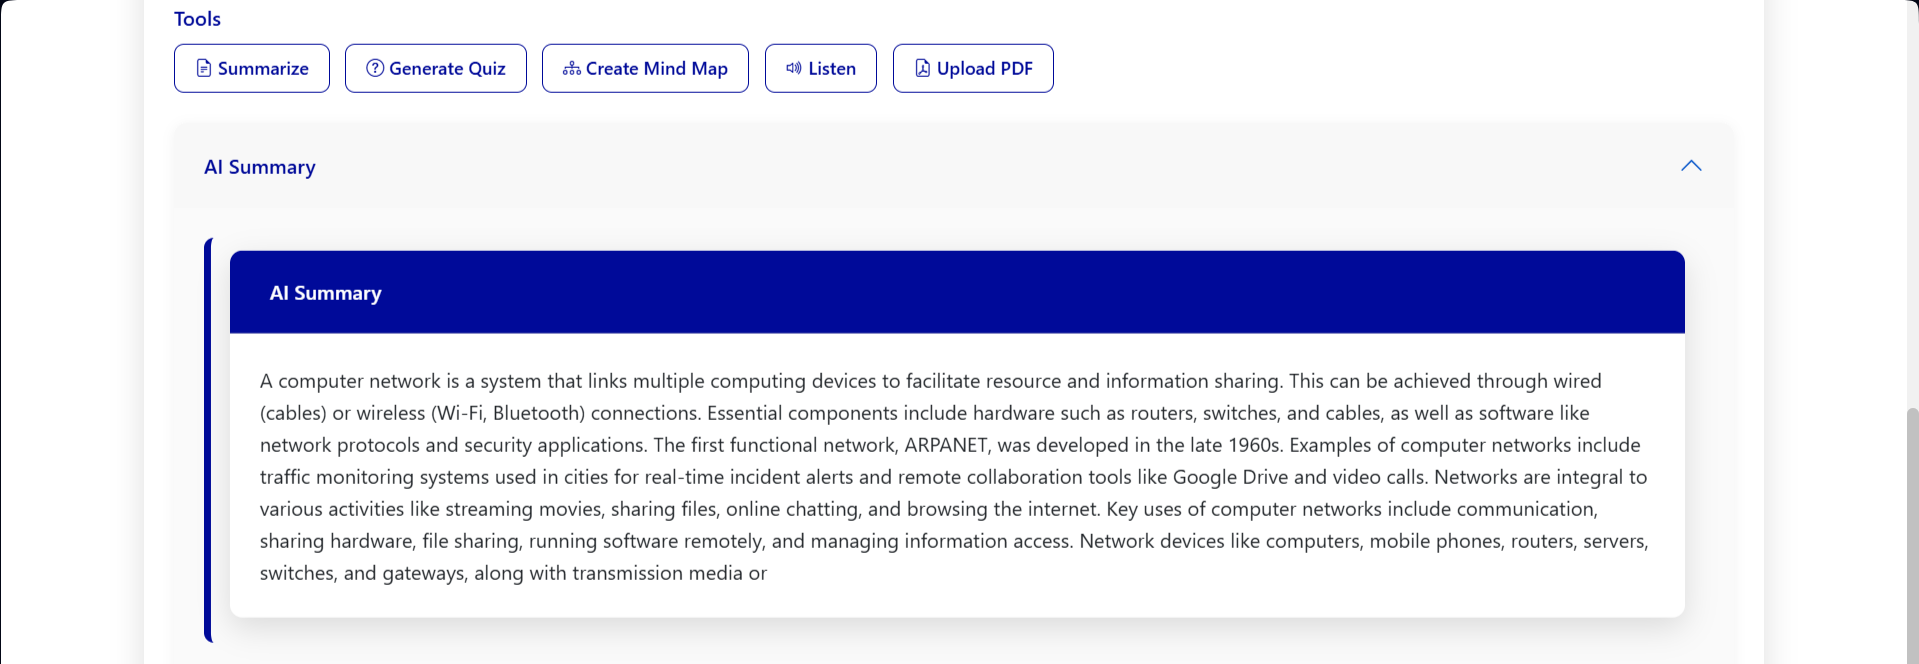 Tools
Summarize
Generate Quiz
Create Mind Map
Listen
Upload PDF
AI Summary
AI Summary
A computer network is a system that links multiple computing devices to facilitate resource and information sharing. This can be achieved through wired
(cables) or wireless (Wi-Fi, Bluetooth) connections. Essential components include hardware such as routers, switches, and cables, as well as software like
network protocols and security applications. The first functional network, ARPANET, was developed in the late 1960s. Examples of computer networks include
traffic monitoring systems used in cities for real-time incident alerts and remote collaboration tools like Google Drive and video calls. Networks are integral to
various activities like streaming movies, sharing files, online chatting, and browsing the internet. Key uses of computer networks include communication,
sharing hardware, file sharing, running software remotely, and managing information access. Network devices like computers, mobile phones, routers, servers,
switches, and gateways, along with transmission media or